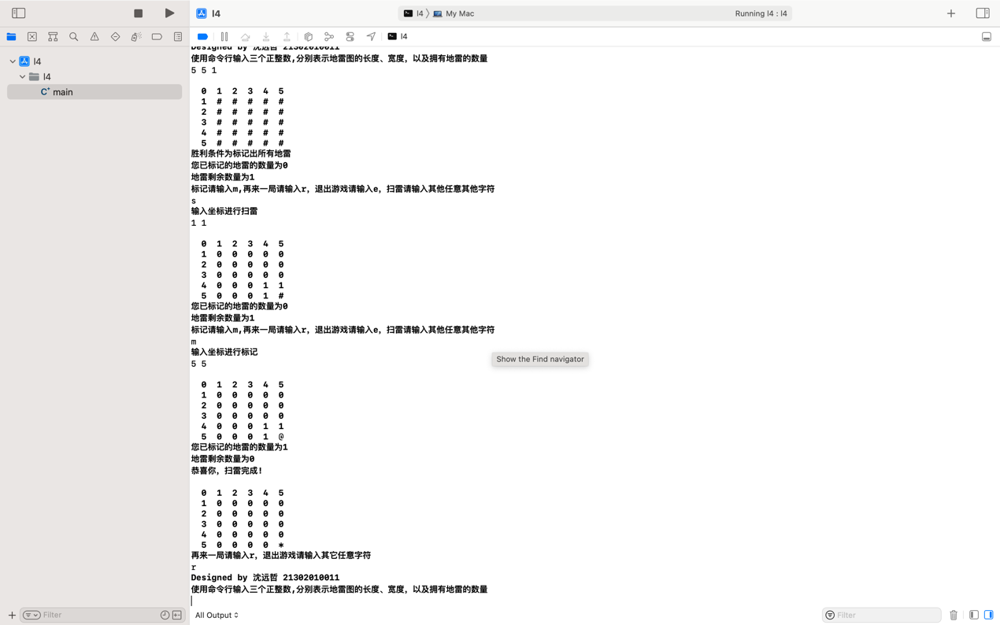 l4
l4 〉 My Mac
Running l4 : l4
l4
l4
l4
main
Designed by 沈远哲 21302010011
使用命令行输入三个正整数,分别表示地雷图的长度、宽度，以及拥有地雷的数量
5 5 1
0 1 2 3 4 5
1 # # # # #
2 # # # # #
3 # # # # #
4 # # # # #
5 # # # # #
胜利条件为标记出所有地雷
您已标记的地雷的数量为0
地雷剩余数量为1
标记请输入m,再来一局请输入r，退出游戏请输入e，扫雷请输入其他任意其他字符
s
输入坐标进行扫雷
1 1
0 1 2 3 4 5
1 0 0 0 0 0
2 0 0 0 0 0
3 0 0 0 0 0
4 0 0 0 1 1
5 0 0 0 1 #
您已标记的地雷的数量为0
地雷剩余数量为1
标记请输入m,再来一局请输入r，退出游戏请输入e，扫雷请输入其他任意其他字符
m
输入坐标进行标记
Show the Find navigator
5 5
0 1 2 3 4 5
1 0 0 0 0 0
2 0 0 0 0 0
3 0 0 0 0 0
4 0 0 0 1 1
5 0 0 0 1 @
您已标记的地雷的数量为1
地雷剩余数量为0
恭喜你，扫雷完成!
0 1 2 3 4 5
1 0 0 0 0 0
2 0 0 0 0 0
3 0 0 0 0 0
4 0 0 0 0 0
5 0 0 0 0 *
再来一局请输入r，退出游戏请输入其它任意字符
r
Designed by 沈远哲 21302010011
使用命令行输入三个正整数,分别表示地雷图的长度、宽度，以及拥有地雷的数量
Filter
All Output
Filter